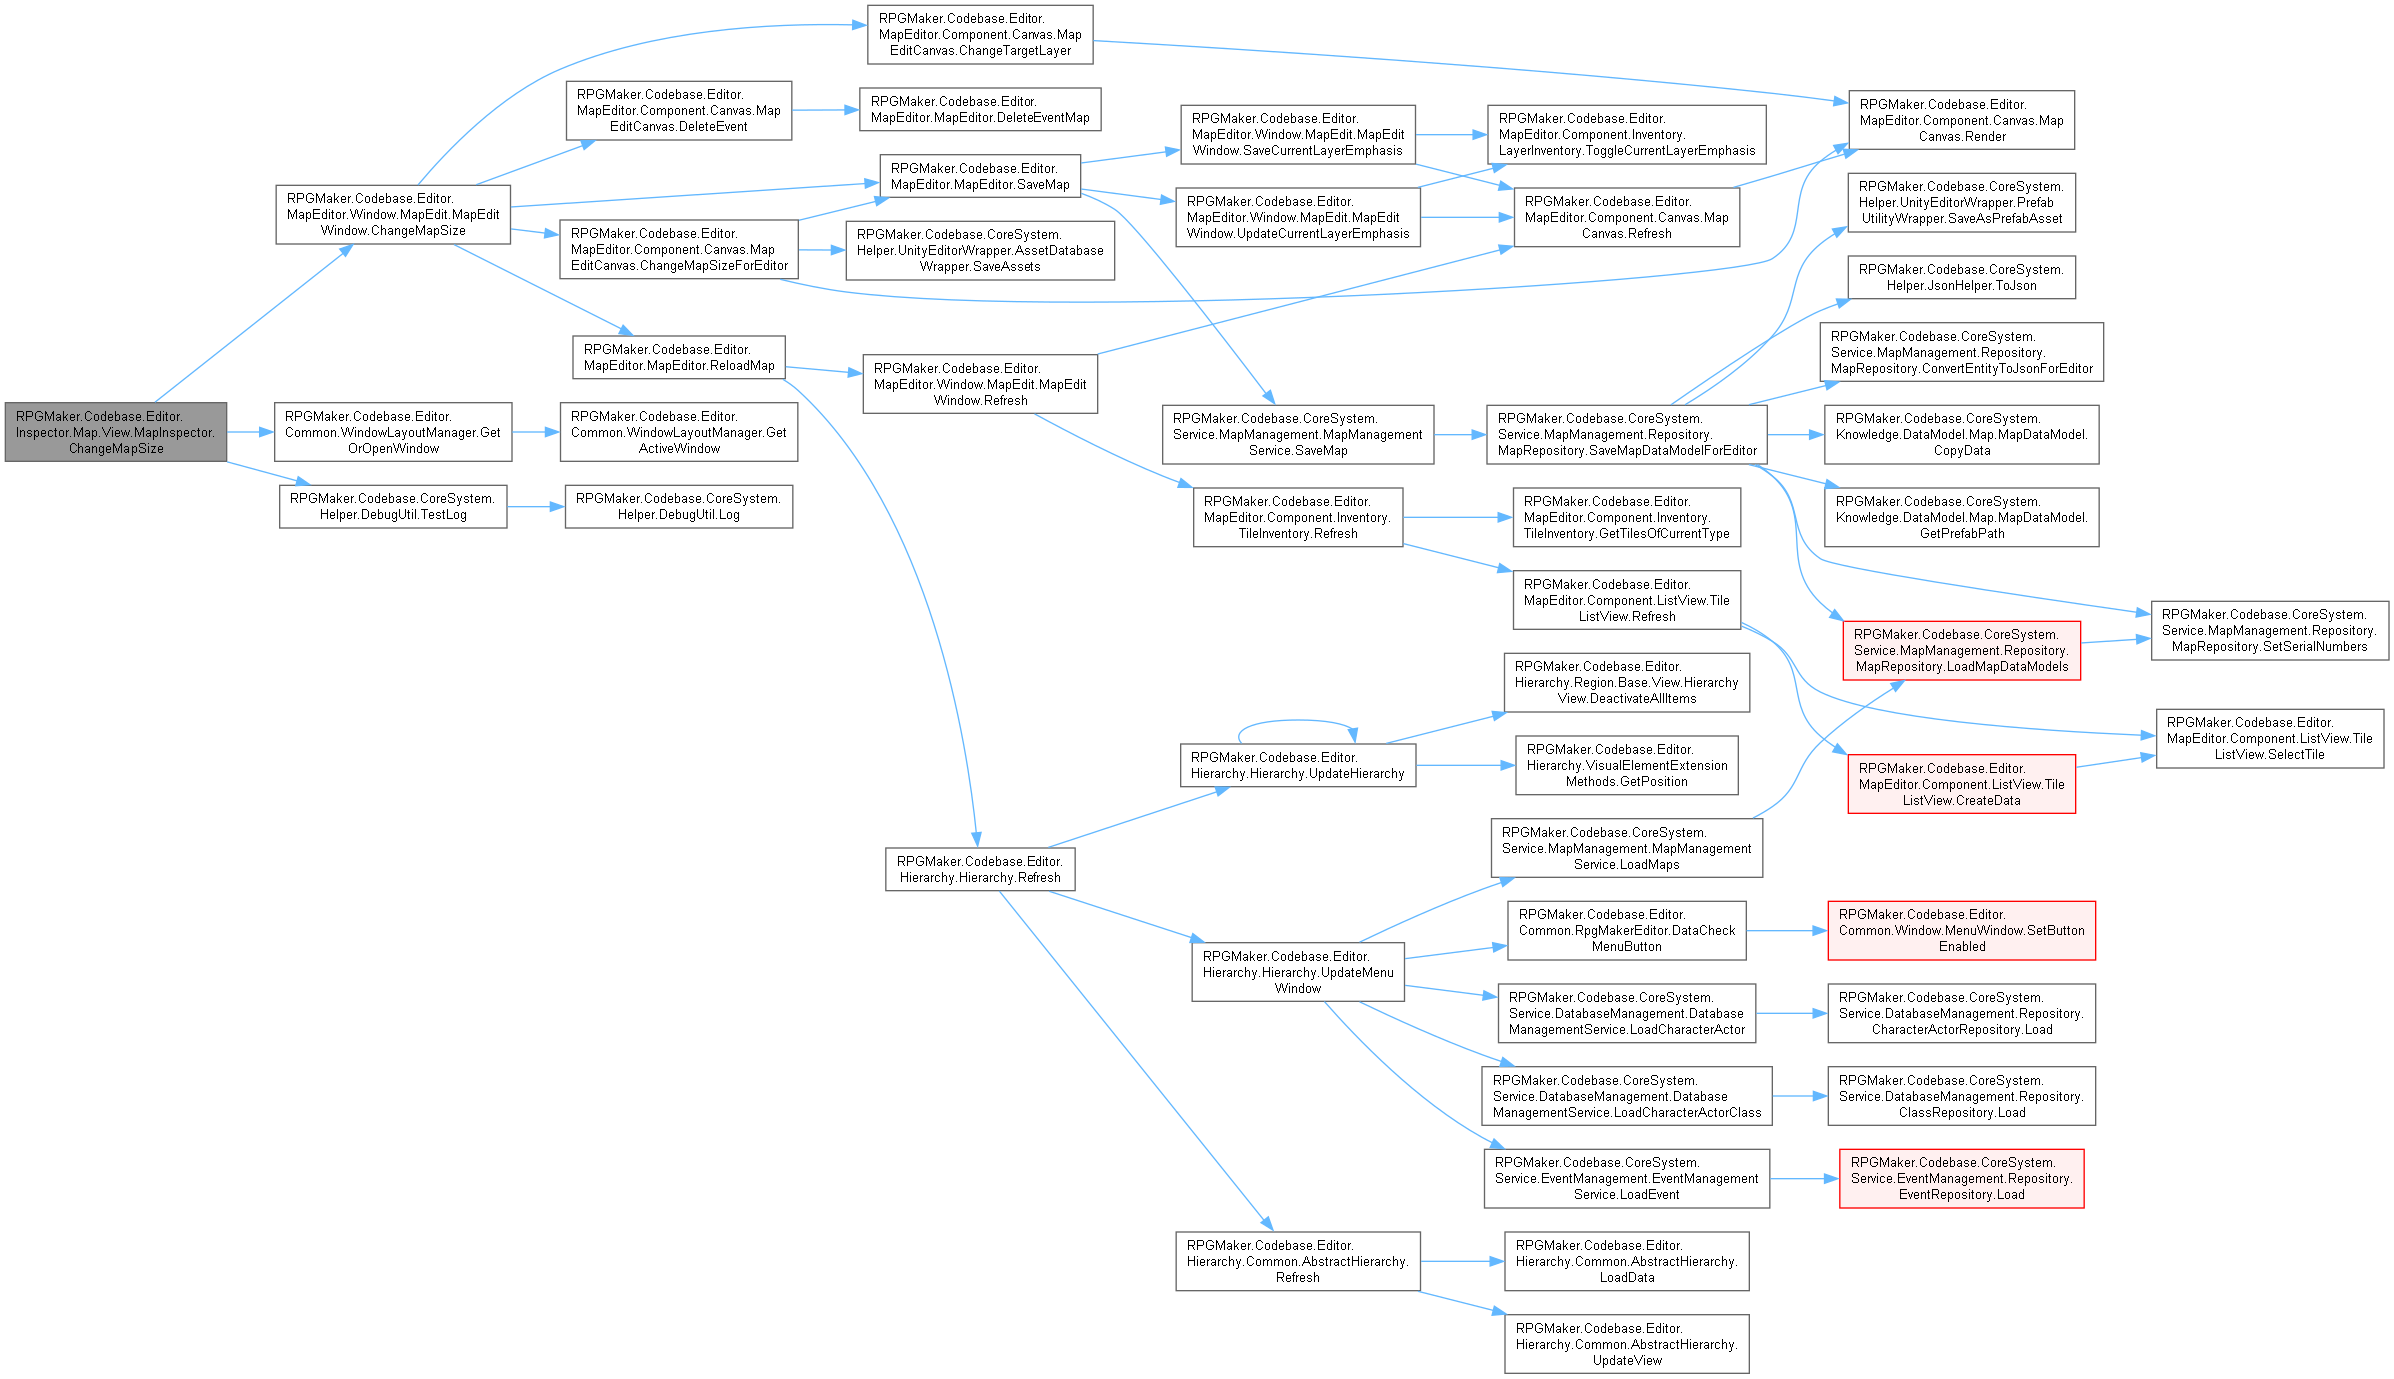 RPGMaker.Codebase.Editor.
Inspector.Map.View.MapInspector.
ChangeMapSize
RPGMaker.Codebase.Editor.
MapEditor.Window.MapEdit.MapEdit
Window.ChangeMapSize
RPGMaker.Codebase.Editor.
Common.WindowLayoutManager.Get
OrOpenWindow
RPGMaker.Codebase.CoreSystem.
Helper.DebugUtil.TestLog
RPGMaker.Codebase.Editor.
MapEditor.Component.Canvas.Map
EditCanvas.DeleteEvent
RPGMaker.Codebase.Editor.
MapEditor.Component.Canvas.Map
EditCanvas.ChangeMapSizeForEditor
RPGMaker.Codebase.Editor.
MapEditor.MapEditor.ReloadMap
RPGMaker.Codebase.Editor.
Common.WindowLayoutManager.Get
ActiveWindow
RPGMaker.Codebase.CoreSystem.
Helper.DebugUtil.Log
RPGMaker.Codebase.Editor.
MapEditor.Component.Canvas.Map
EditCanvas.ChangeTargetLayer
RPGMaker.Codebase.Editor.
MapEditor.MapEditor.DeleteEventMap
RPGMaker.Codebase.Editor.
MapEditor.MapEditor.SaveMap
RPGMaker.Codebase.CoreSystem.
Helper.UnityEditorWrapper.AssetDatabase
Wrapper.SaveAssets
RPGMaker.Codebase.Editor.
MapEditor.Window.MapEdit.MapEdit
Window.Refresh
RPGMaker.Codebase.Editor.
Hierarchy.Hierarchy.Refresh
RPGMaker.Codebase.Editor.
MapEditor.Window.MapEdit.MapEdit
Window.SaveCurrentLayerEmphasis
RPGMaker.Codebase.Editor.
MapEditor.Window.MapEdit.MapEdit
Window.UpdateCurrentLayerEmphasis
RPGMaker.Codebase.CoreSystem.
Service.MapManagement.MapManagement
Service.SaveMap
RPGMaker.Codebase.Editor.
MapEditor.Component.Inventory.
TileInventory.Refresh
RPGMaker.Codebase.Editor.
Hierarchy.Hierarchy.UpdateHierarchy
RPGMaker.Codebase.Editor.
Hierarchy.Hierarchy.UpdateMenu
Window
RPGMaker.Codebase.Editor.
Hierarchy.Common.AbstractHierarchy.
Refresh
RPGMaker.Codebase.Editor.
MapEditor.Component.Inventory.
LayerInventory.ToggleCurrentLayerEmphasis
RPGMaker.Codebase.Editor.
MapEditor.Component.Canvas.Map
Canvas.Refresh
RPGMaker.Codebase.CoreSystem.
Service.MapManagement.Repository.
MapRepository.SaveMapDataModelForEditor
RPGMaker.Codebase.Editor.
MapEditor.Component.Inventory.
TileInventory.GetTilesOfCurrentType
RPGMaker.Codebase.Editor.
MapEditor.Component.ListView.Tile
ListView.Refresh
RPGMaker.Codebase.Editor.
Hierarchy.Region.Base.View.Hierarchy
View.DeactivateAllItems
RPGMaker.Codebase.Editor.
Hierarchy.VisualElementExtension
Methods.GetPosition
RPGMaker.Codebase.CoreSystem.
Service.MapManagement.MapManagement
Service.LoadMaps
RPGMaker.Codebase.Editor.
Common.RpgMakerEditor.DataCheck
MenuButton
RPGMaker.Codebase.CoreSystem.
Service.DatabaseManagement.Database
ManagementService.LoadCharacterActor
RPGMaker.Codebase.CoreSystem.
Service.DatabaseManagement.Database
ManagementService.LoadCharacterActorClass
RPGMaker.Codebase.CoreSystem.
Service.EventManagement.EventManagement
Service.LoadEvent
RPGMaker.Codebase.Editor.
Hierarchy.Common.AbstractHierarchy.
LoadData
RPGMaker.Codebase.Editor.
Hierarchy.Common.AbstractHierarchy.
UpdateView
RPGMaker.Codebase.Editor.
MapEditor.Component.Canvas.Map
Canvas.Render
RPGMaker.Codebase.CoreSystem.
Helper.UnityEditorWrapper.Prefab
UtilityWrapper.SaveAsPrefabAsset
RPGMaker.Codebase.CoreSystem.
Helper.JsonHelper.ToJson
RPGMaker.Codebase.CoreSystem.
Service.MapManagement.Repository.
MapRepository.ConvertEntityToJsonForEditor
RPGMaker.Codebase.CoreSystem.
Knowledge.DataModel.Map.MapDataModel.
CopyData
RPGMaker.Codebase.CoreSystem.
Knowledge.DataModel.Map.MapDataModel.
GetPrefabPath
RPGMaker.Codebase.CoreSystem.
Service.MapManagement.Repository.
MapRepository.LoadMapDataModels
RPGMaker.Codebase.Editor.
MapEditor.Component.ListView.Tile
ListView.CreateData
RPGMaker.Codebase.Editor.
Common.Window.MenuWindow.SetButton
Enabled
RPGMaker.Codebase.CoreSystem.
Service.DatabaseManagement.Repository.
CharacterActorRepository.Load
RPGMaker.Codebase.CoreSystem.
Service.DatabaseManagement.Repository.
ClassRepository.Load
RPGMaker.Codebase.CoreSystem.
Service.EventManagement.Repository.
EventRepository.Load
RPGMaker.Codebase.CoreSystem.
Service.MapManagement.Repository.
MapRepository.SetSerialNumbers
RPGMaker.Codebase.Editor.
MapEditor.Component.ListView.Tile
ListView.SelectTile